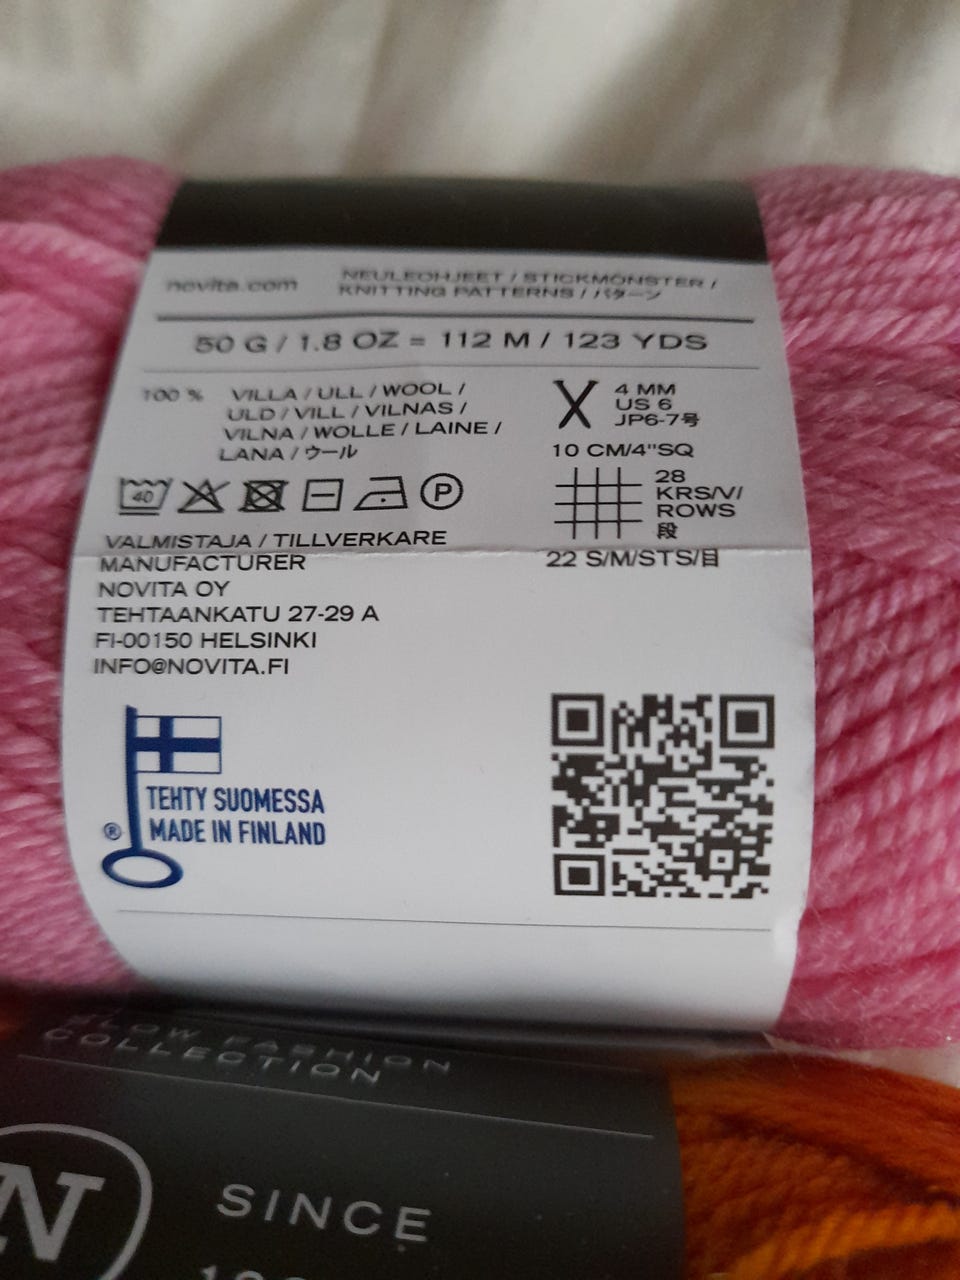 novita.com
NEULEOHJEET / STICKMÖNSTER /
KNITTING PATTERNS / パターン
50 G / 1.8 OZ = 112 M / 123 YDS
100 % VILLA / ULL / WOOL /
ULD / VILL / VILNAS /
VILNA / WOLLE / LAINE /
LANA / ウール
4 MM
US 6
JP6-7号
10 CM/4"SQ
28
KRS/V/
ROWS
段
22 S/M/STS/目
40
P
VALMISTAJA / TILLVERKARE
MANUFACTURER
NOVITA OY
TEHTAANKATU 27-29 A
FI-00150 HELSINKI
INFO@NOVITA.FI
TEHTY SUOMESSA
® MADE IN FINLAND
SLOW FASHION
COLLECTION
N
SINCE